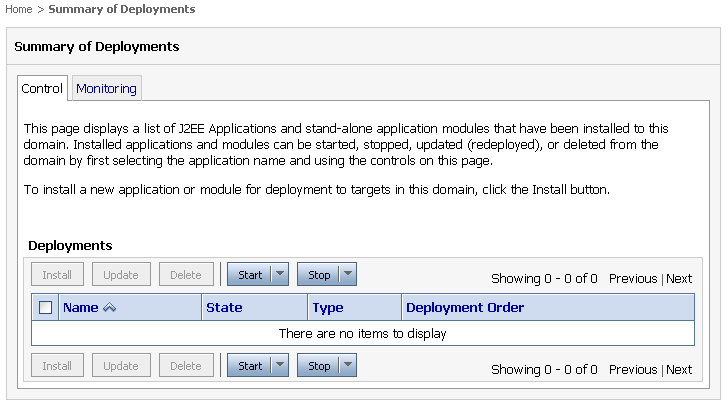 Home > Summary of Deployments
Summary of Deployments
Control Monitoring
This page displays a list of J2EE Applications and stand-alone application modules that have been installed to this
domain. Installed applications and modules can be started, stopped, updated (redeployed), or deleted from the
domain by first selecting the application name and using the controls on this page.
To install a new application or module for deployment to targets in this domain, click the Install button.
Deployments
Install Update Delete Start Stop Showing 0 - 0 of 0 Previous | Next
Name State Type Deployment Order
There are no items to display
Install Update Delete Start Stop Showing 0 - 0 of 0 Previous | Next